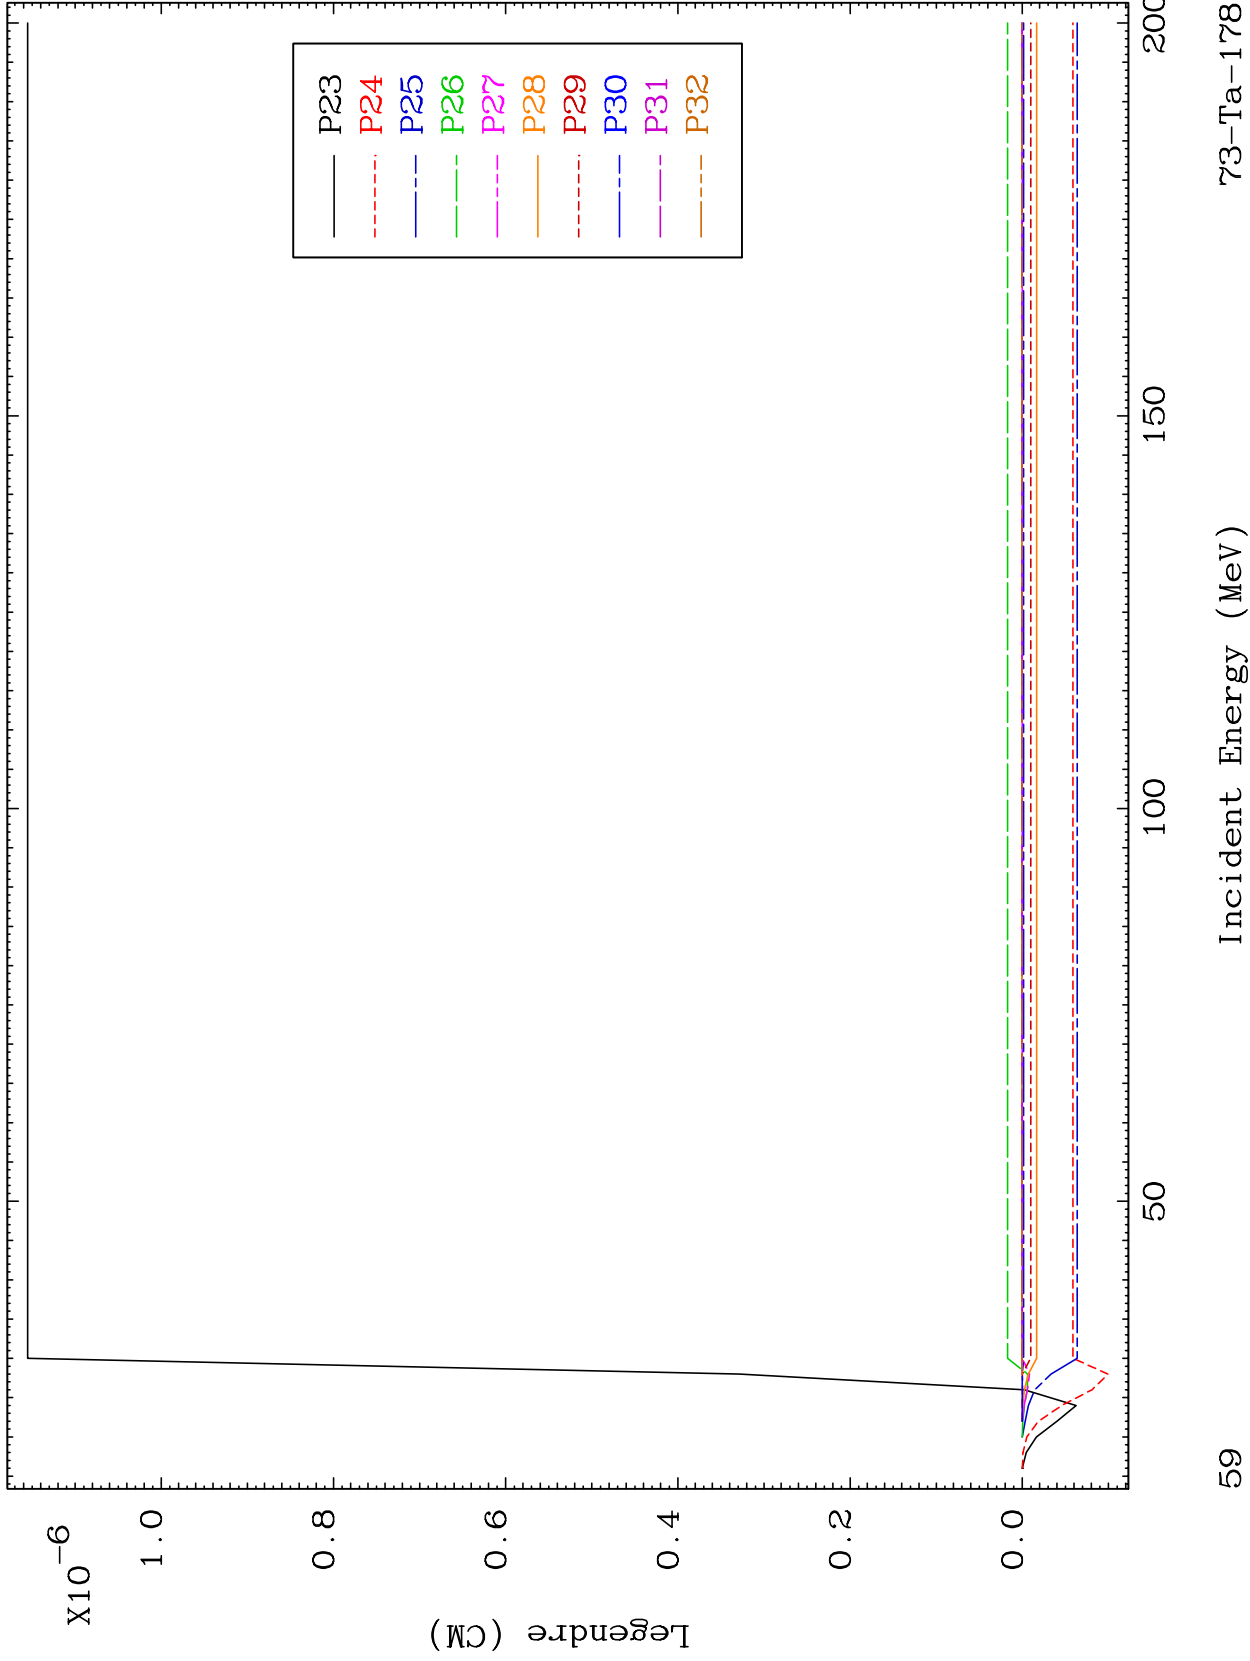 X10-6
1.0
0.8
0.6
0.4
0.2
0.0
Legendre (CM)
P23
P24
P25
P26
P27
P28
P29
P30
P31
P32
50
100
150
200
Incident Energy (MeV)
59
73-Ta-178